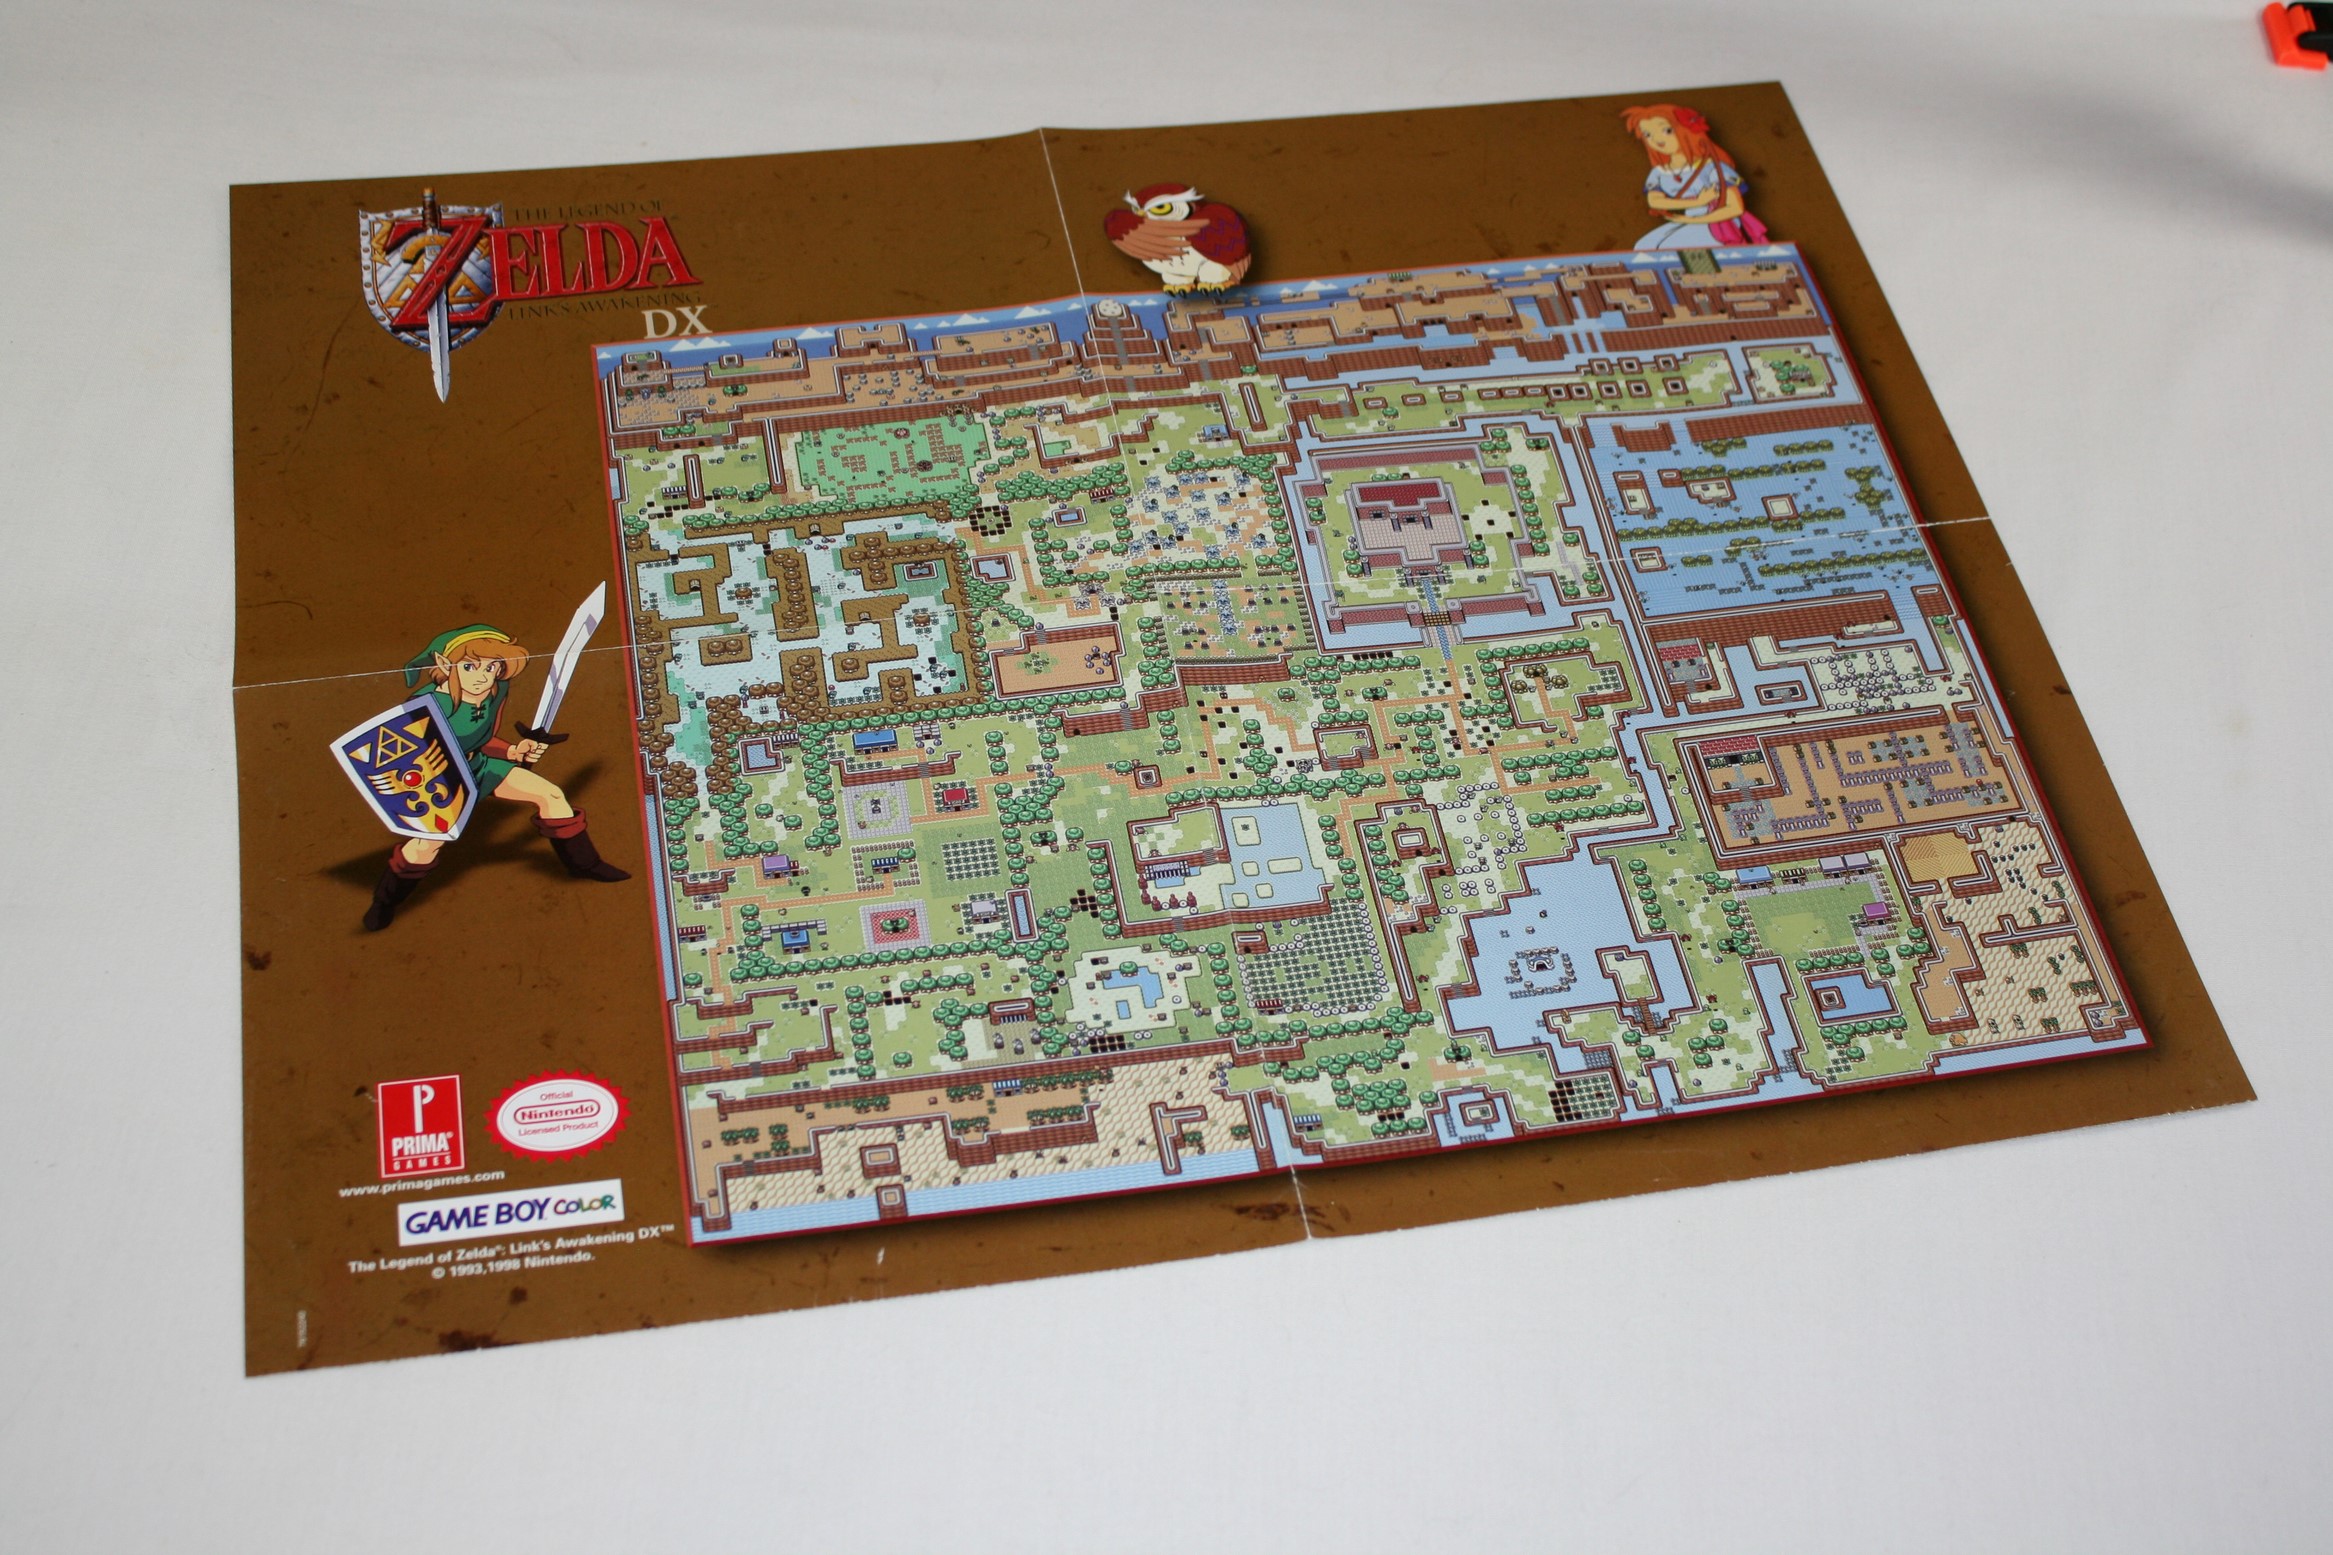 THE LEGEND OF
ZELDA
LINK'S AWAKENING
DX
P
PRIMA®
GAMES
www.primagames.com
Official
Nintendo
Licensed Product
GAME BOY COLOR
The Legend of Zelda®: Link's Awakening DX™
© 1993,1998 Nintendo.